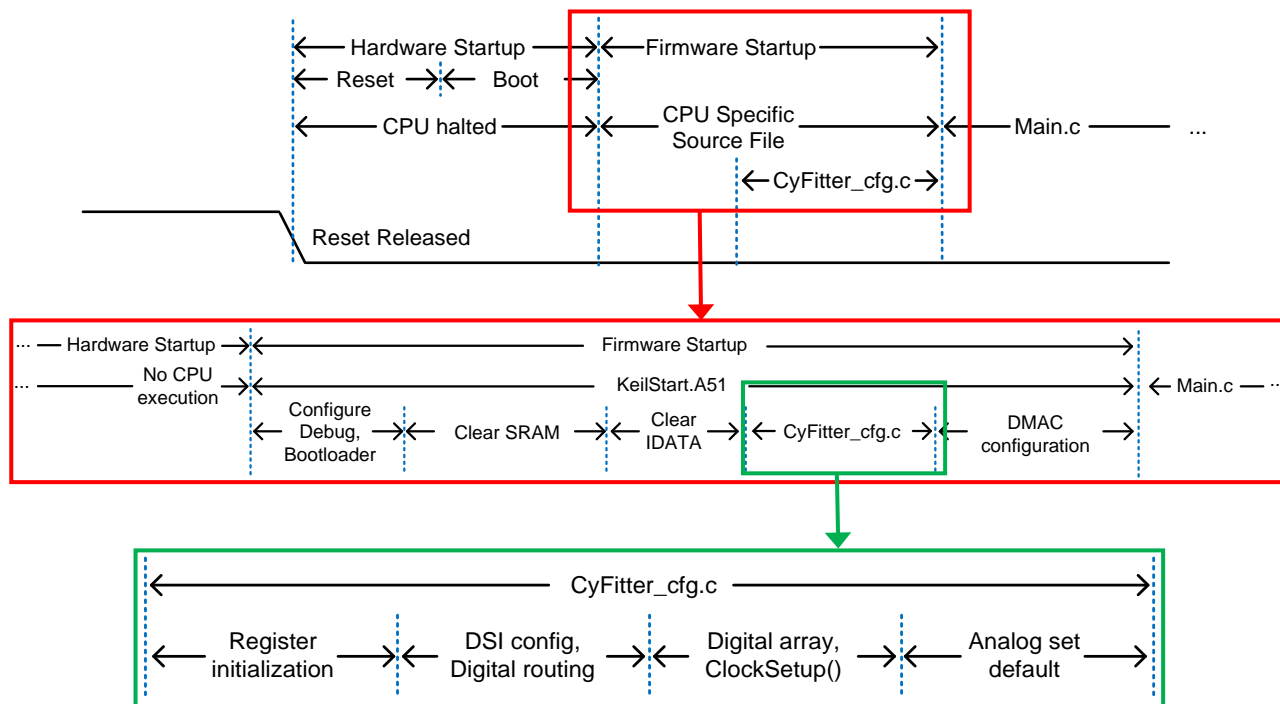 Hardware Startup
Firmware Startup
Reset
Boot
CPU halted
CPU Specific
Source File
Main.c
...
CyFitter_cfg.c
Reset Released
...
Hardware Startup
Firmware Startup
...
No CPU
execution
KeilStart.A51
Main.c
...
Configure
Debug,
Bootloader
Clear SRAM
Clear
IDATA
CyFitter_cfg.c
DMAC
configuration
CyFitter_cfg.c
Register
initialization
DSI config,
Digital routing
Digital array,
ClockSetup()
Analog set
default